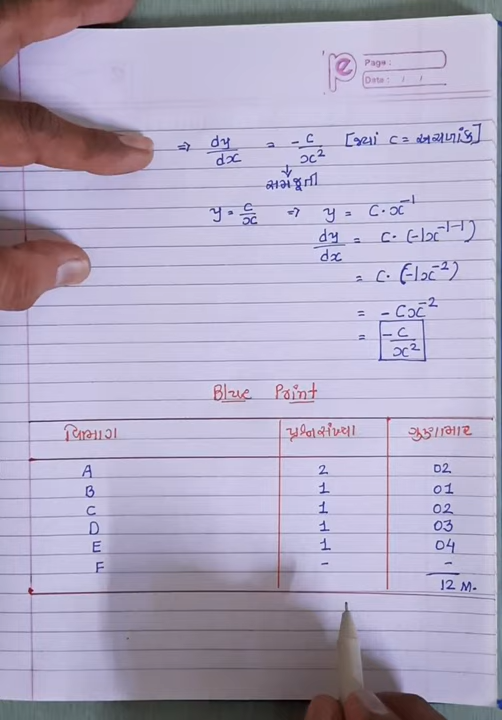 pe
Page :
Date : / /
⇒ dy/dx = -c/x² [જ્યાં c = અચળાંક]
↓
સમજૂતી
y = c/x ⇒ y = c·x⁻¹
dy/dx = c·(-1x⁻¹⁻¹)
= c·(-1x⁻²)
= -cx⁻²
= -c/x²
Blue Print
વિભાગ પ્રશ્નસંખ્યા ગુણભાર
A 2 02
B 1 01
C 1 02
D 1 03
E 1 04
F - -
12 M.